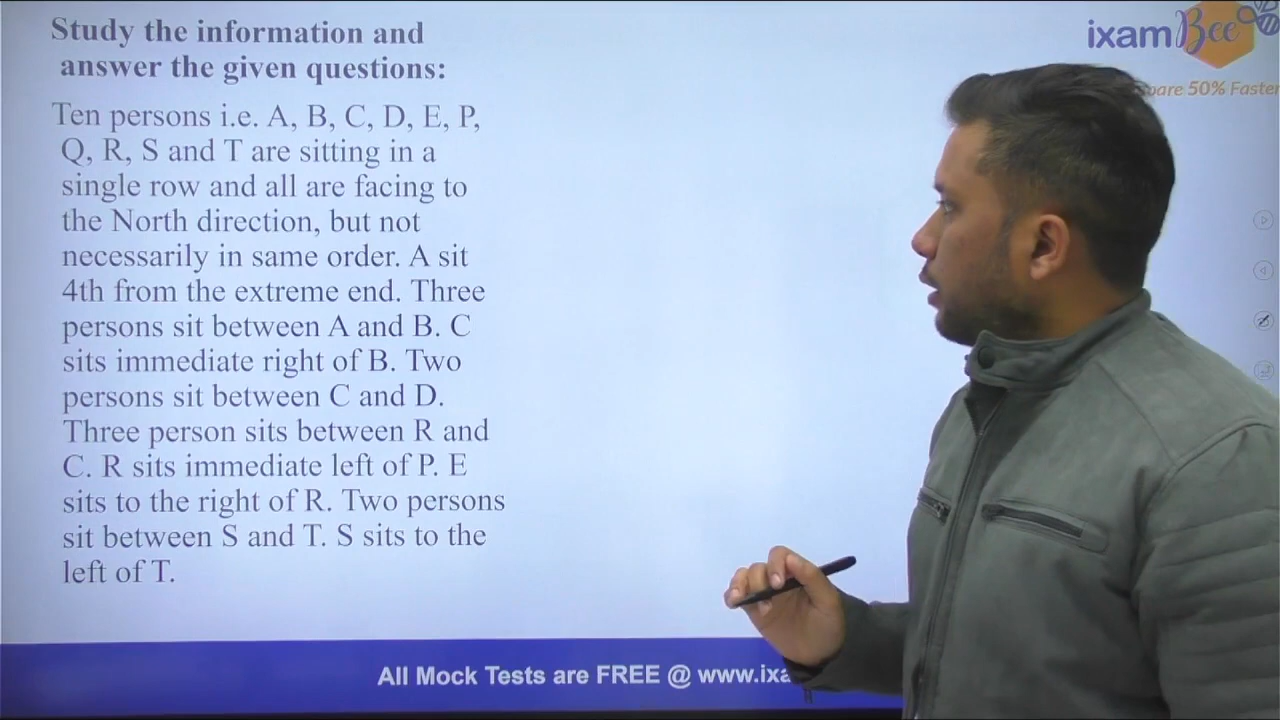 Study the information and
answer the given questions:
Ten persons i.e. A, B, C, D, E, P,
Q, R, S and T are sitting in a
single row and all are facing to
the North direction, but not
necessarily in same order. A sit
4th from the extreme end. Three
persons sit between A and B. C
sits immediate right of B. Two
persons sit between C and D.
Three person sits between R and
C. R sits immediate left of P. E
sits to the right of R. Two persons
sit between S and T. S sits to the
left of T.
ixamBee
pare 50% Faster
All Mock Tests are FREE @ www.ixa